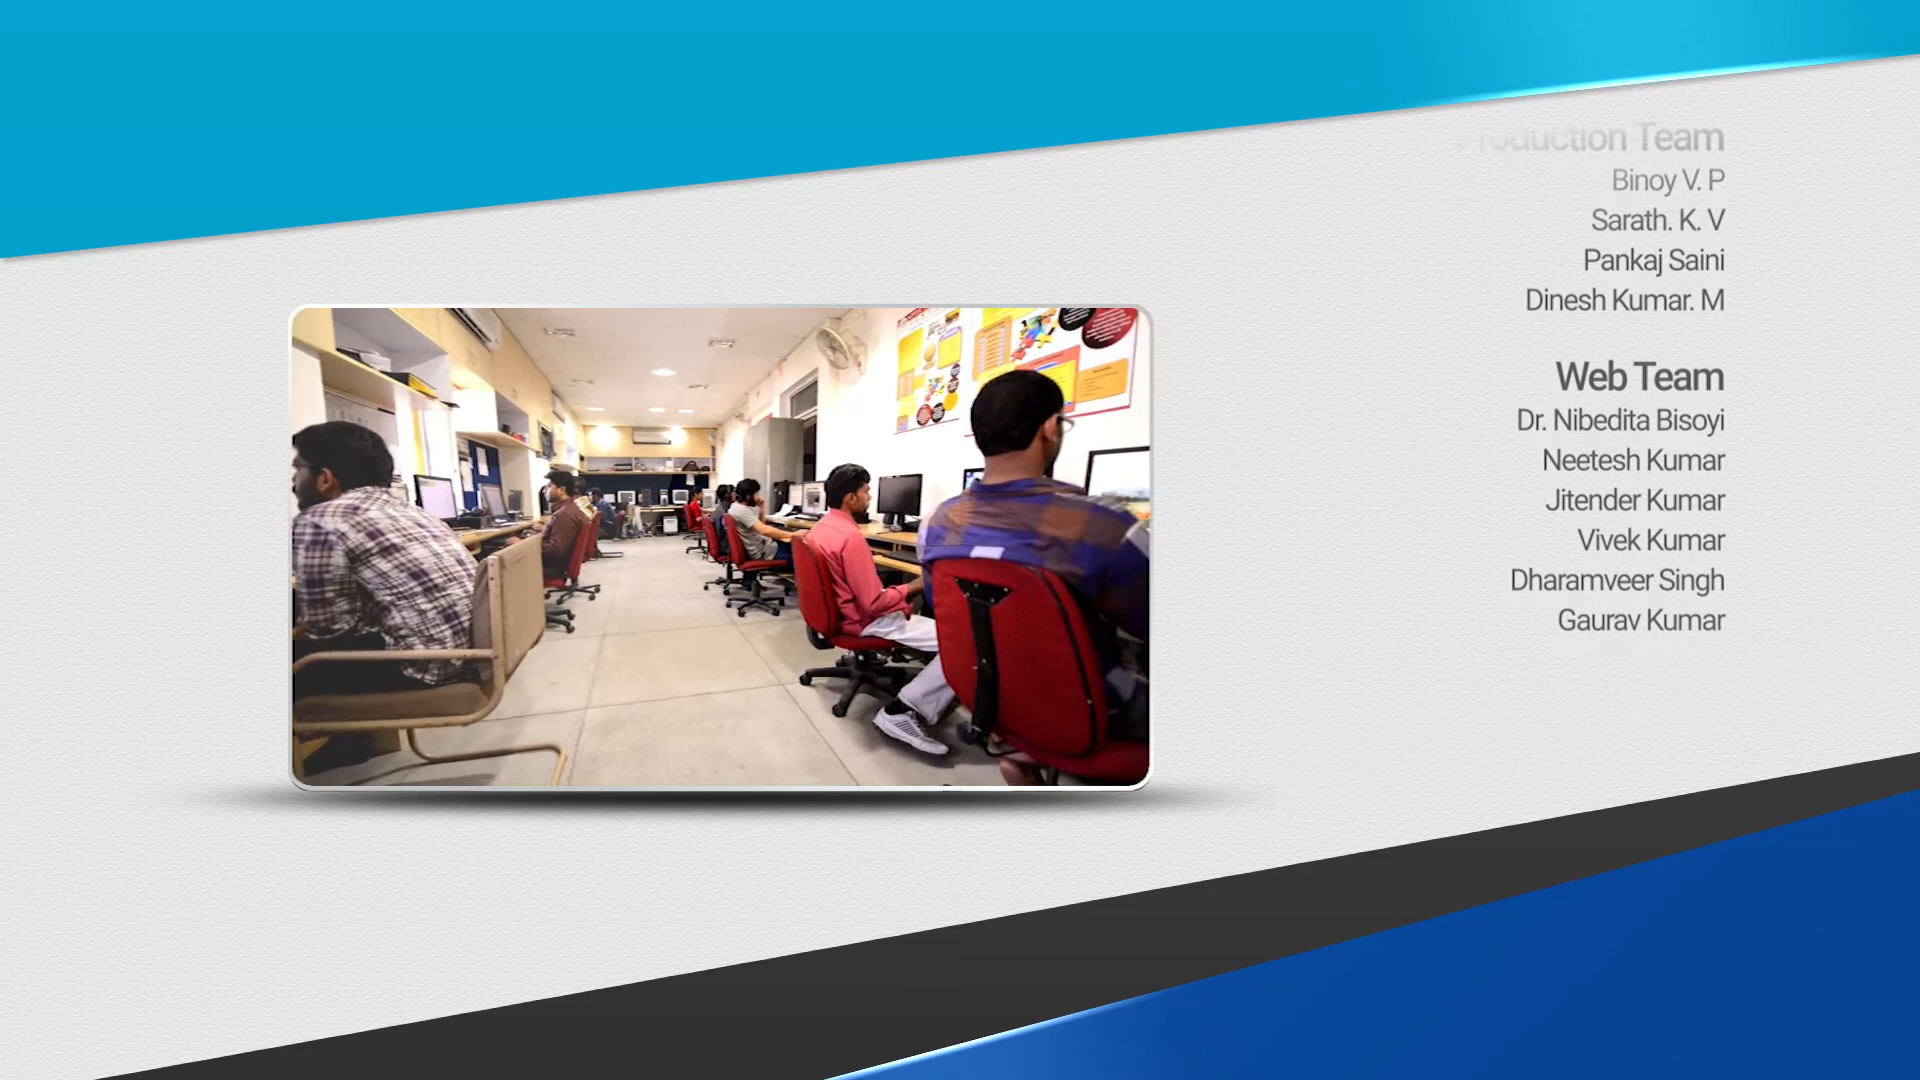 Production Team
Binoy V. P
Sarath. K. V
Pankaj Saini
Dinesh Kumar. M
Web Team
Dr. Nibedita Bisoyi
Neetesh Kumar
Jitender Kumar
Vivek Kumar
Dharamveer Singh
Gaurav Kumar